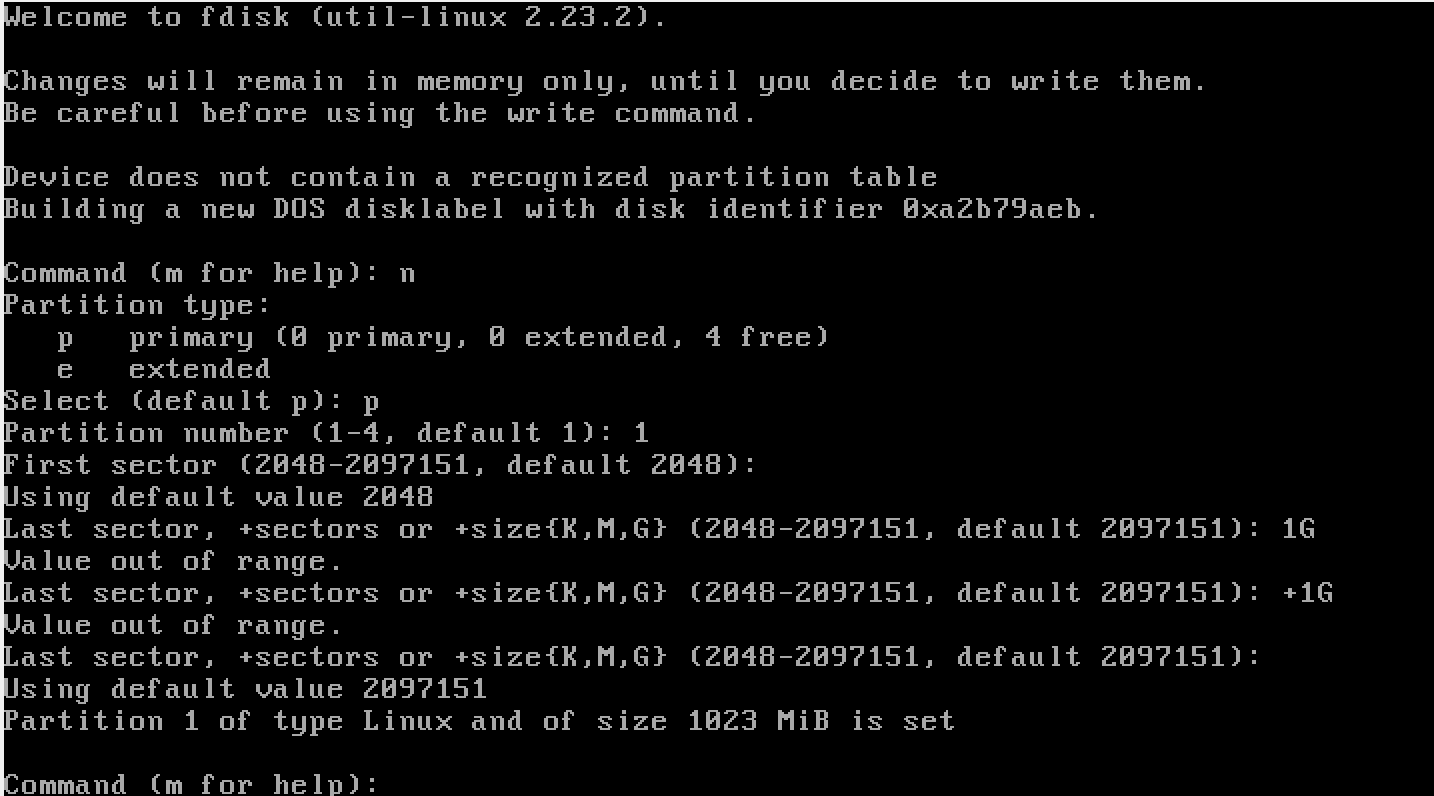 Welcome to fdisk (util-linux 2.23.2).
Changes will remain in memory only, until you decide to write them.
Be careful before using the write command.
Device does not contain a recognized partition table
Building a new DOS disklabel with disk identifier 0xa2b79aeb.
Command (m for help): n
Partition type:
   p   primary (0 primary, 0 extended, 4 free)
   e   extended
Select (default p): p
Partition number (1-4, default 1): 1
First sector (2048-2097151, default 2048):
Using default value 2048
Last sector, +sectors or +size{K,M,G} (2048-2097151, default 2097151): 1G
Value out of range.
Last sector, +sectors or +size{K,M,G} (2048-2097151, default 2097151): +1G
Value out of range.
Last sector, +sectors or +size{K,M,G} (2048-2097151, default 2097151):
Using default value 2097151
Partition 1 of type Linux and of size 1023 MiB is set
Command (m for help):